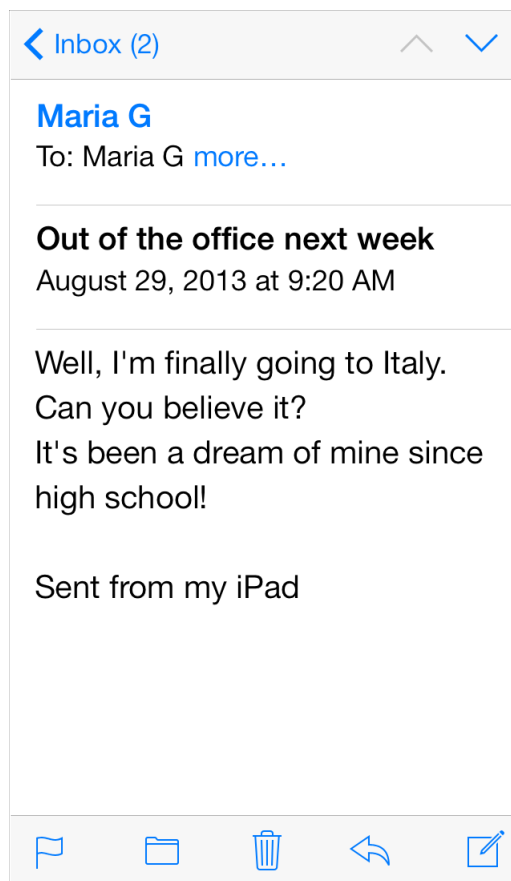 Inbox (2)
Maria G
To: Maria G more...
Out of the office next week
August 29, 2013 at 9:20 AM
Well, I'm finally going to Italy.
Can you believe it?
It's been a dream of mine since
high school!
Sent from my iPad